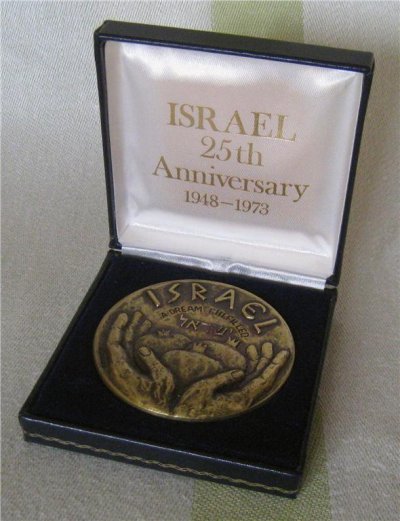 ISRAEL
25th
Anniversary
1948-1973
ISRAEL
A DREAM FULFILLED